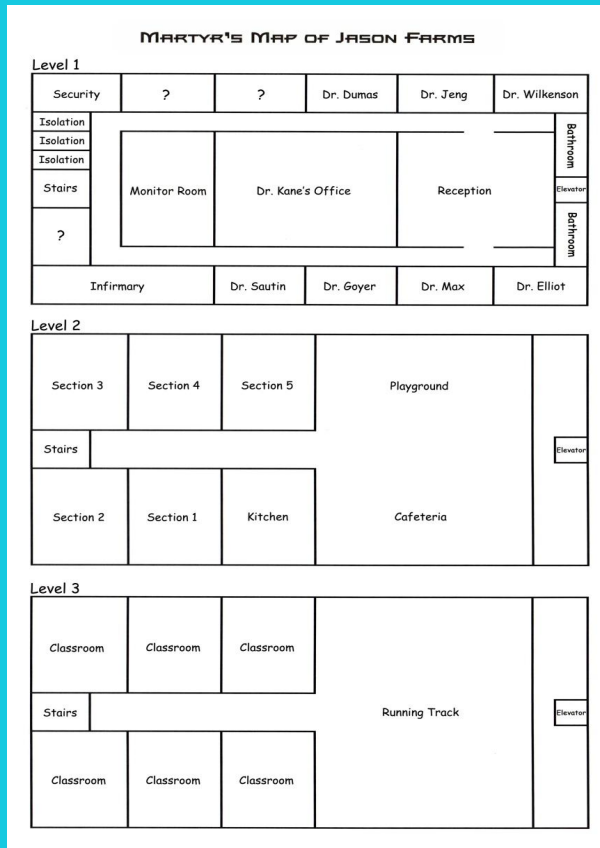 Martyr's Map of Jason Farms
Level 1
Security
?
?
Dr. Dumas
Dr. Jeng
Dr. Wilkenson
Isolation
Isolation
Isolation
Stairs
?
Monitor Room
Dr. Kane's Office
Reception
Bathroom
Elevator
Bathroom
Infirmary
Dr. Sautin
Dr. Goyer
Dr. Max
Dr. Elliot
Level 2
Section 3
Section 4
Section 5
Playground
Stairs
Elevator
Section 2
Section 1
Kitchen
Cafeteria
Level 3
Classroom
Classroom
Classroom
Stairs
Running Track
Elevator
Classroom
Classroom
Classroom